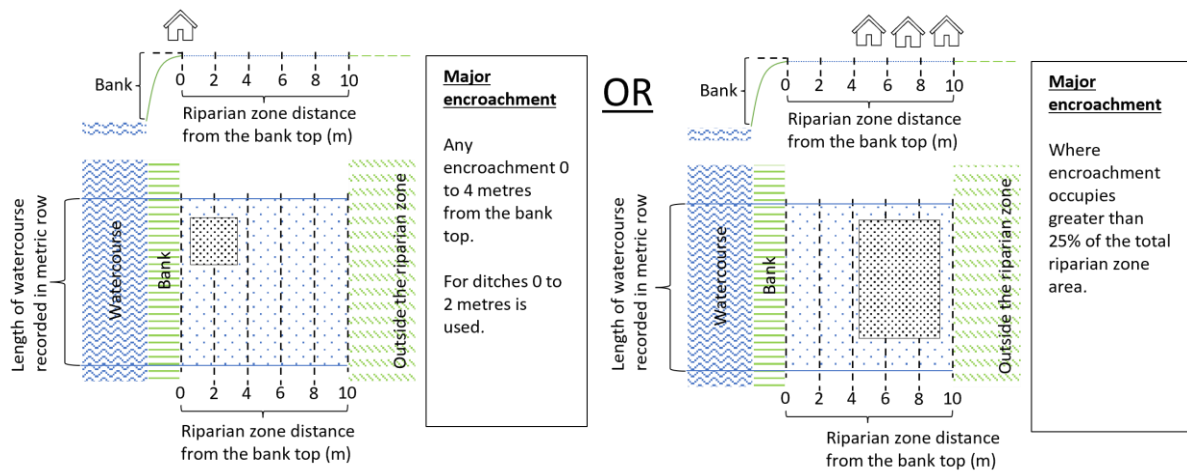 Bank
0 2 4 6 8 10
Riparian zone distance
from the bank top (m)
Length of watercourse
recorded in metric row
Watercourse
Bank
Outside the riparian zone
0 2 4 6 8 10
Riparian zone distance
from the bank top (m)
Major
encroachment
Any
encroachment 0
to 4 metres
from the bank
top.
For ditches 0 to
2 metres is
used.
OR
Bank
0 2 4 6 8 10
Riparian zone distance
from the bank top (m)
Length of watercourse
recorded in metric row
Watercourse
Bank
Outside the riparian zone
0 2 4 6 8 10
Riparian zone distance
from the bank top (m)
Major
encroachment
Where
encroachment
occupies
greater than
25% of the total
riparian zone
area.